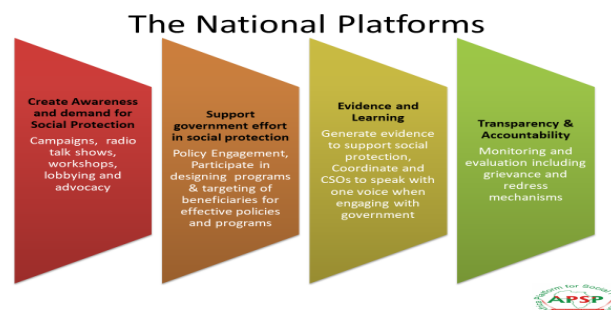 The National Platforms
Create Awareness
and demand for
Social Protection
Campaigns, radio
talk shows,
workshops,
lobbying and
advocacy
Support
government effort
in social protection
Policy Engagement,
Participate in
designing programs
& targeting of
beneficiaries for
effective policies
and programs
Evidence and
Learning
Generate evidence
to support social
protection,
Coordinate and
CSOs to speak with
one voice when
engaging with
government
Transparency &
Accountability
Monitoring and
evaluation including
grievance and
redress
mechanisms
Platform for Social
APSP